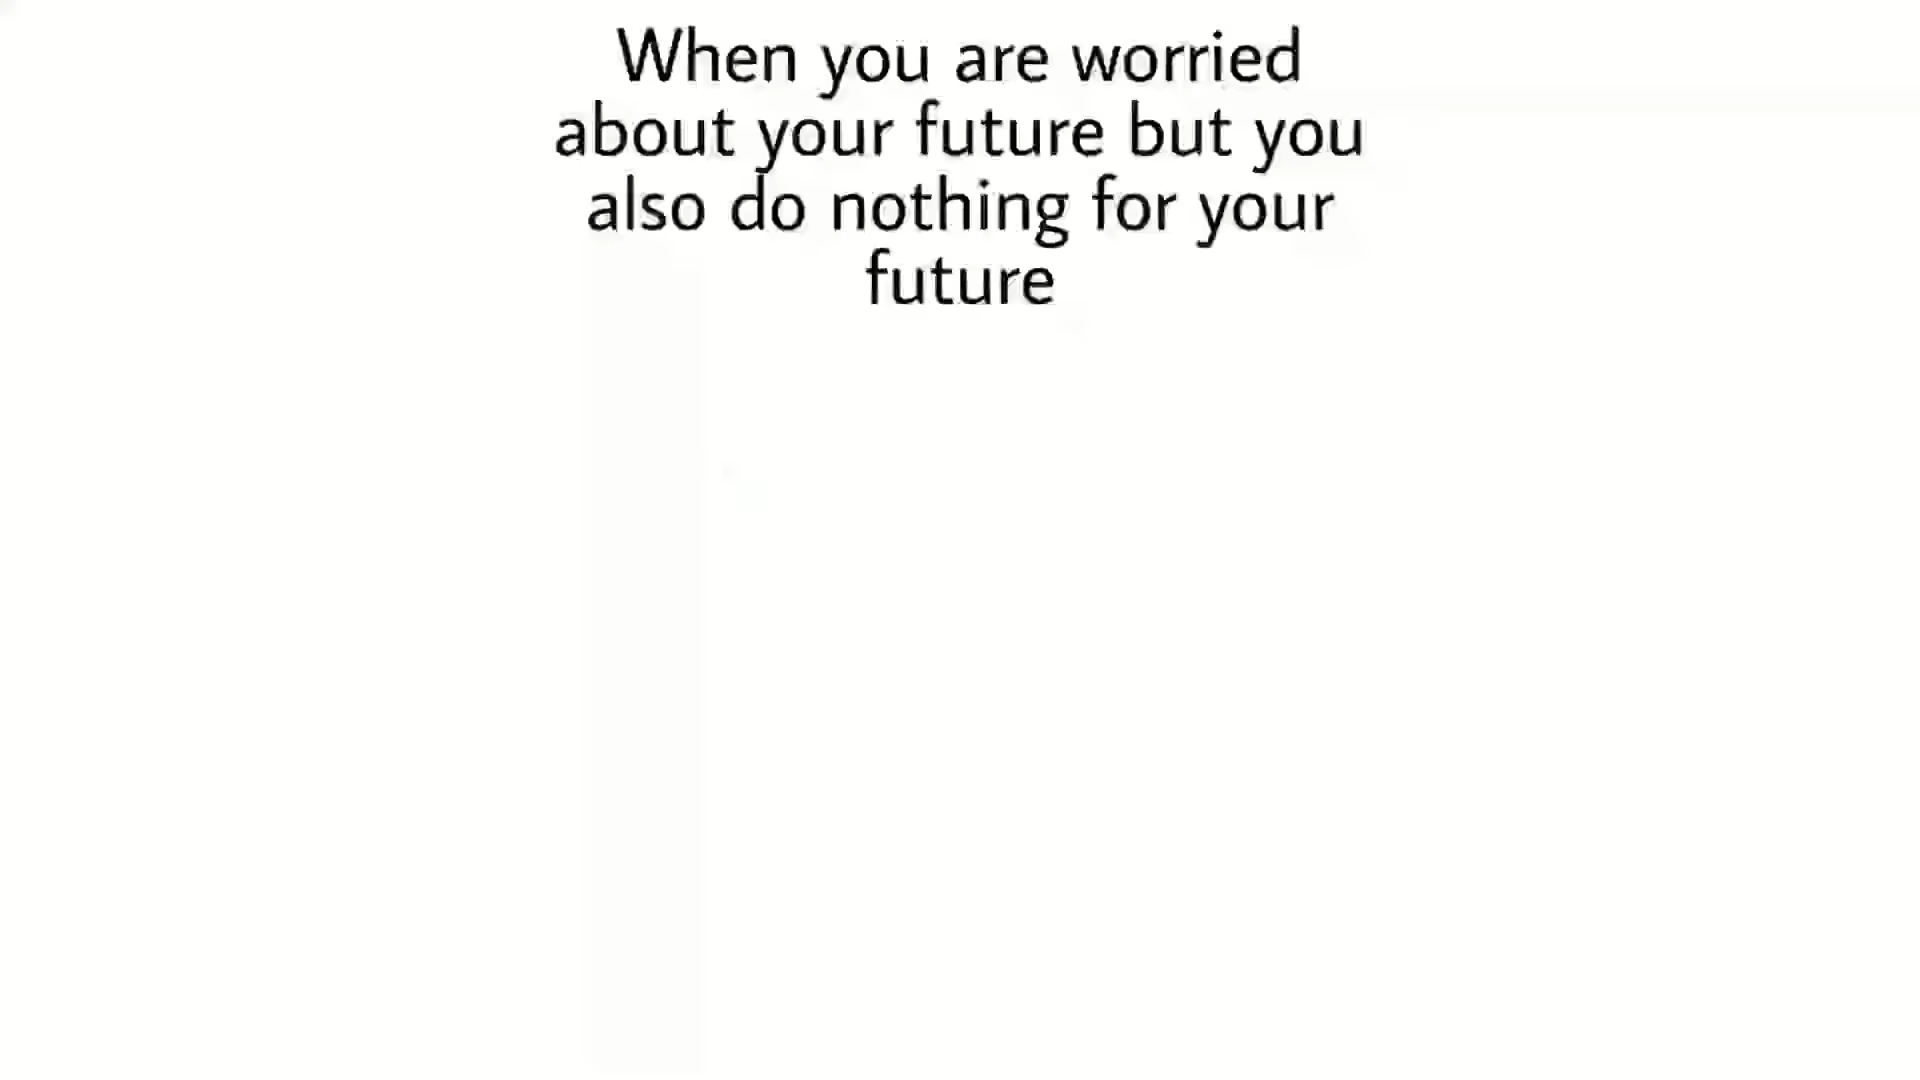 When you are worried
about your future but you
also do nothing for your
future